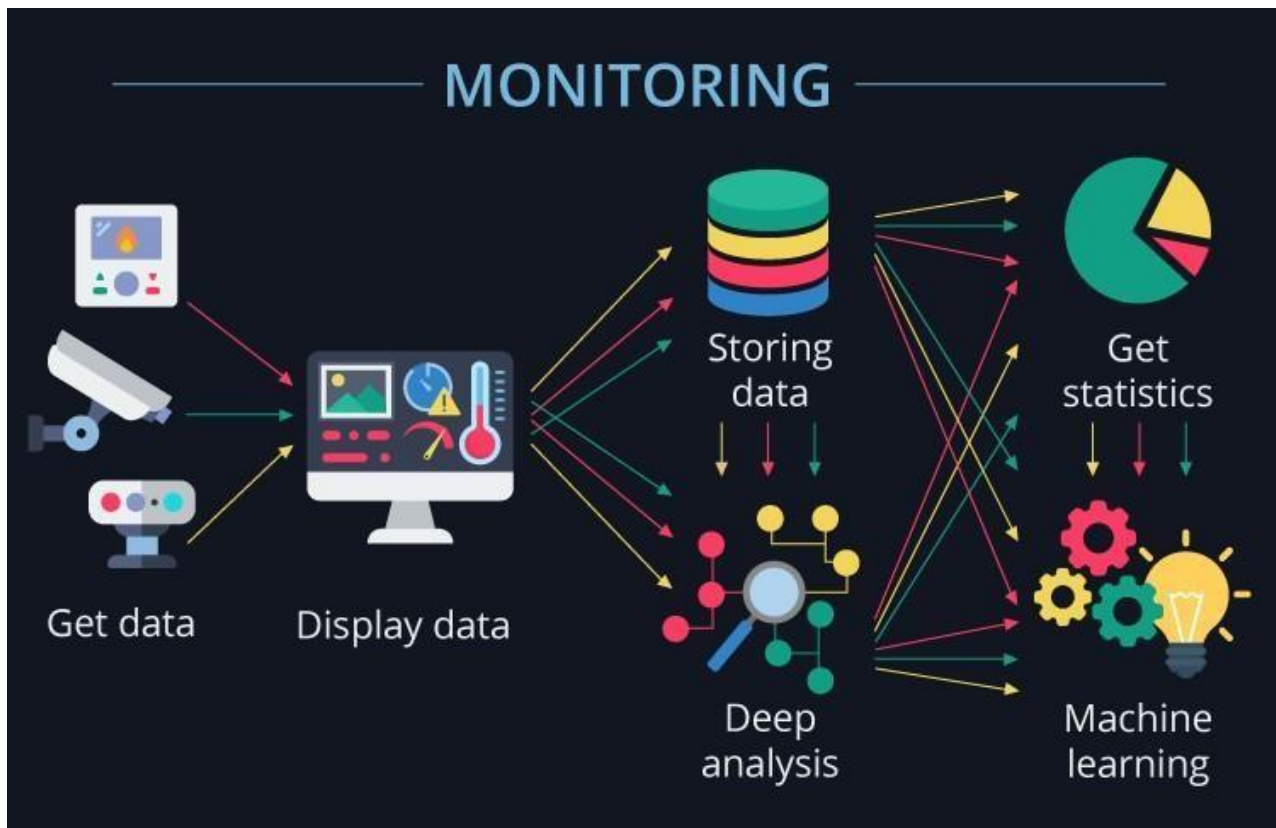 MONITORING
Get data
Display data
Storing
data
Get
statistics
Deep
analysis
Machine
learning